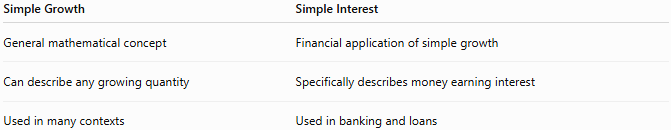 Simple Growth Simple Interest
General mathematical concept Financial application of simple growth
Can describe any growing quantity Specifically describes money earning interest
Used in many contexts Used in banking and loans